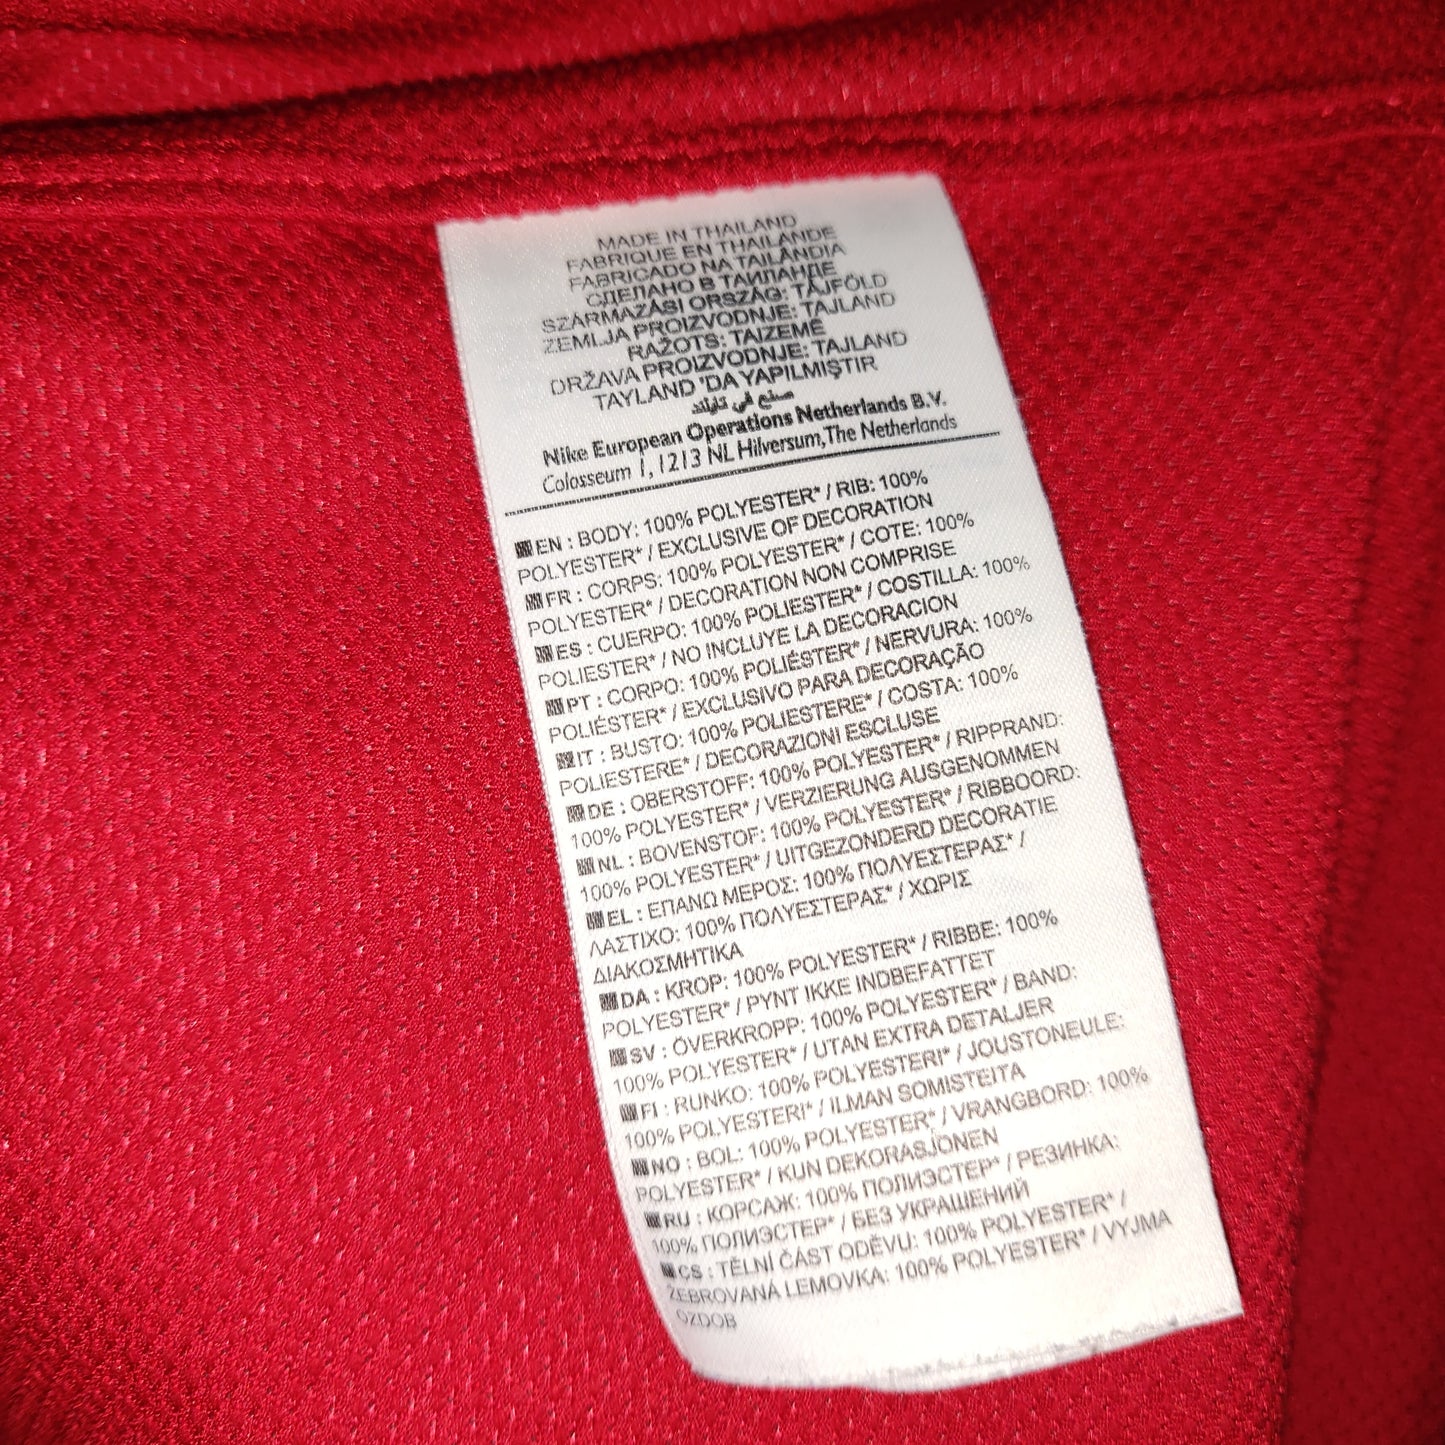 MADE IN THAILAND
FABRIQUE EN THAILANDE
FABRICADO NA TAILÂNDIA
СДЕЛАНО В ТАИЛАНДЕ
SZÁRMAZÁSI ORSZÁG: TÁJFÖLD
ZEMLJA PROIZVODNJE: TAJLAND
RAŽOTS: TAIZEMĒ
DRŽAVA PROIZVODNJE: TAJLAND
TAYLAND 'DA YAPILMIŞTIR
صنع في تايلاند
Nike European Operations Netherlands B.V.
Colosseum 1, 1213 NL Hilversum,The Netherlands
EN : BODY: 100% POLYESTER* / RIB: 100%
POLYESTER* / EXCLUSIVE OF DECORATION
FR : CORPS: 100% POLYESTER* / COTE: 100%
POLYESTER* / DECORATION NON COMPRISE
ES : CUERPO: 100% POLIESTER* / COSTILLA: 100%
POLIESTER* / NO INCLUYE LA DECORACION
PT : CORPO: 100% POLIÉSTER* / NERVURA: 100%
POLIÉSTER* / EXCLUSIVO PARA DECORAÇÃO
IT : BUSTO: 100% POLIESTERE* / COSTA: 100%
POLIESTERE* / DECORAZIONI ESCLUSE
DE : OBERSTOFF: 100% POLYESTER* / RIPPRAND:
100% POLYESTER* / VERZIERUNG AUSGENOMMEN
NL : BOVENSTOF: 100% POLYESTER* / RIBBOORD:
100% POLYESTER* / UITGEZONDERD DECORATIE
EL : ΕΠΑΝΩ ΜΕΡΟΣ: 100% ΠΟΛΥΕΣΤΕΡΑΣ* /
ΛΑΣΤΙΧΟ: 100% ΠΟΛΥΕΣΤΕΡΑΣ* / ΧΩΡΙΣ
ΔΙΑΚΟΣΜΗΤΙΚΑ
DA : KROP: 100% POLYESTER* / RIBBE: 100%
POLYESTER* / PYNT IKKE INDBEFATTET
SV : ÖVERKROPP: 100% POLYESTER* / BAND:
100% POLYESTER* / UTAN EXTRA DETALJER
FI : RUNKO: 100% POLYESTERI* / JOUSTONEULE:
100% POLYESTERI* / ILMAN SOMISTEITA
NO : BOL: 100% POLYESTER* / VRANGBORD: 100%
POLYESTER* / KUN DEKORASJONEN
RU : КОРСАЖ: 100% ПОЛИЭСТЕР* / РЕЗИНКА:
100% ПОЛИЭСТЕР* / БЕЗ УКРАШЕНИЙ
CS : TĚLNÍ ČÁST ODĚVU: 100% POLYESTER* /
ŽEBROVANÁ LEMOVKA: 100% POLYESTER* / VYJMA
OZDOB